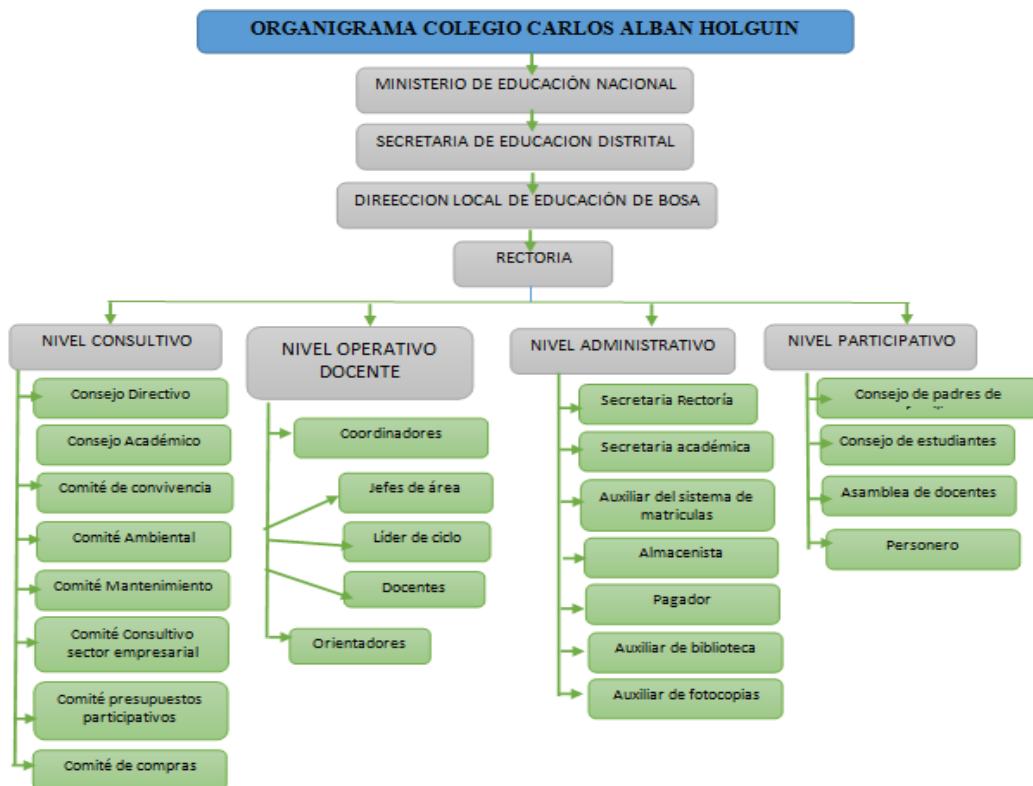 ORGANIGRAMA COLEGIO CARLOS ALBAN HOLGUIN
MINISTERIO DE EDUCACIÓN NACIONAL
SECRETARIA DE EDUCACION DISTRITAL
DIREECCION LOCAL DE EDUCACIÓN DE BOSA
RECTORIA
NIVEL CONSULTIVO
Consejo Directivo
Consejo Académico
Comité de convivencia
Comité Ambiental
Comité Mantenimiento
Comité Consultivo
sector empresarial
Comité presupuestos
participativos
Comité de compras
NIVEL OPERATIVO
DOCENTE
Coordinadores
Jefes de área
Líder de ciclo
Docentes
Orientadores
NIVEL ADMINISTRATIVO
Secretaria Rectoría
Secretaria académica
Auxiliar del sistema de
matriculas
Almacenista
Pagador
Auxiliar de biblioteca
Auxiliar de fotocopias
NIVEL PARTICIPATIVO
Consejo de padres de
Consejo de estudiantes
Asamblea de docentes
Personero